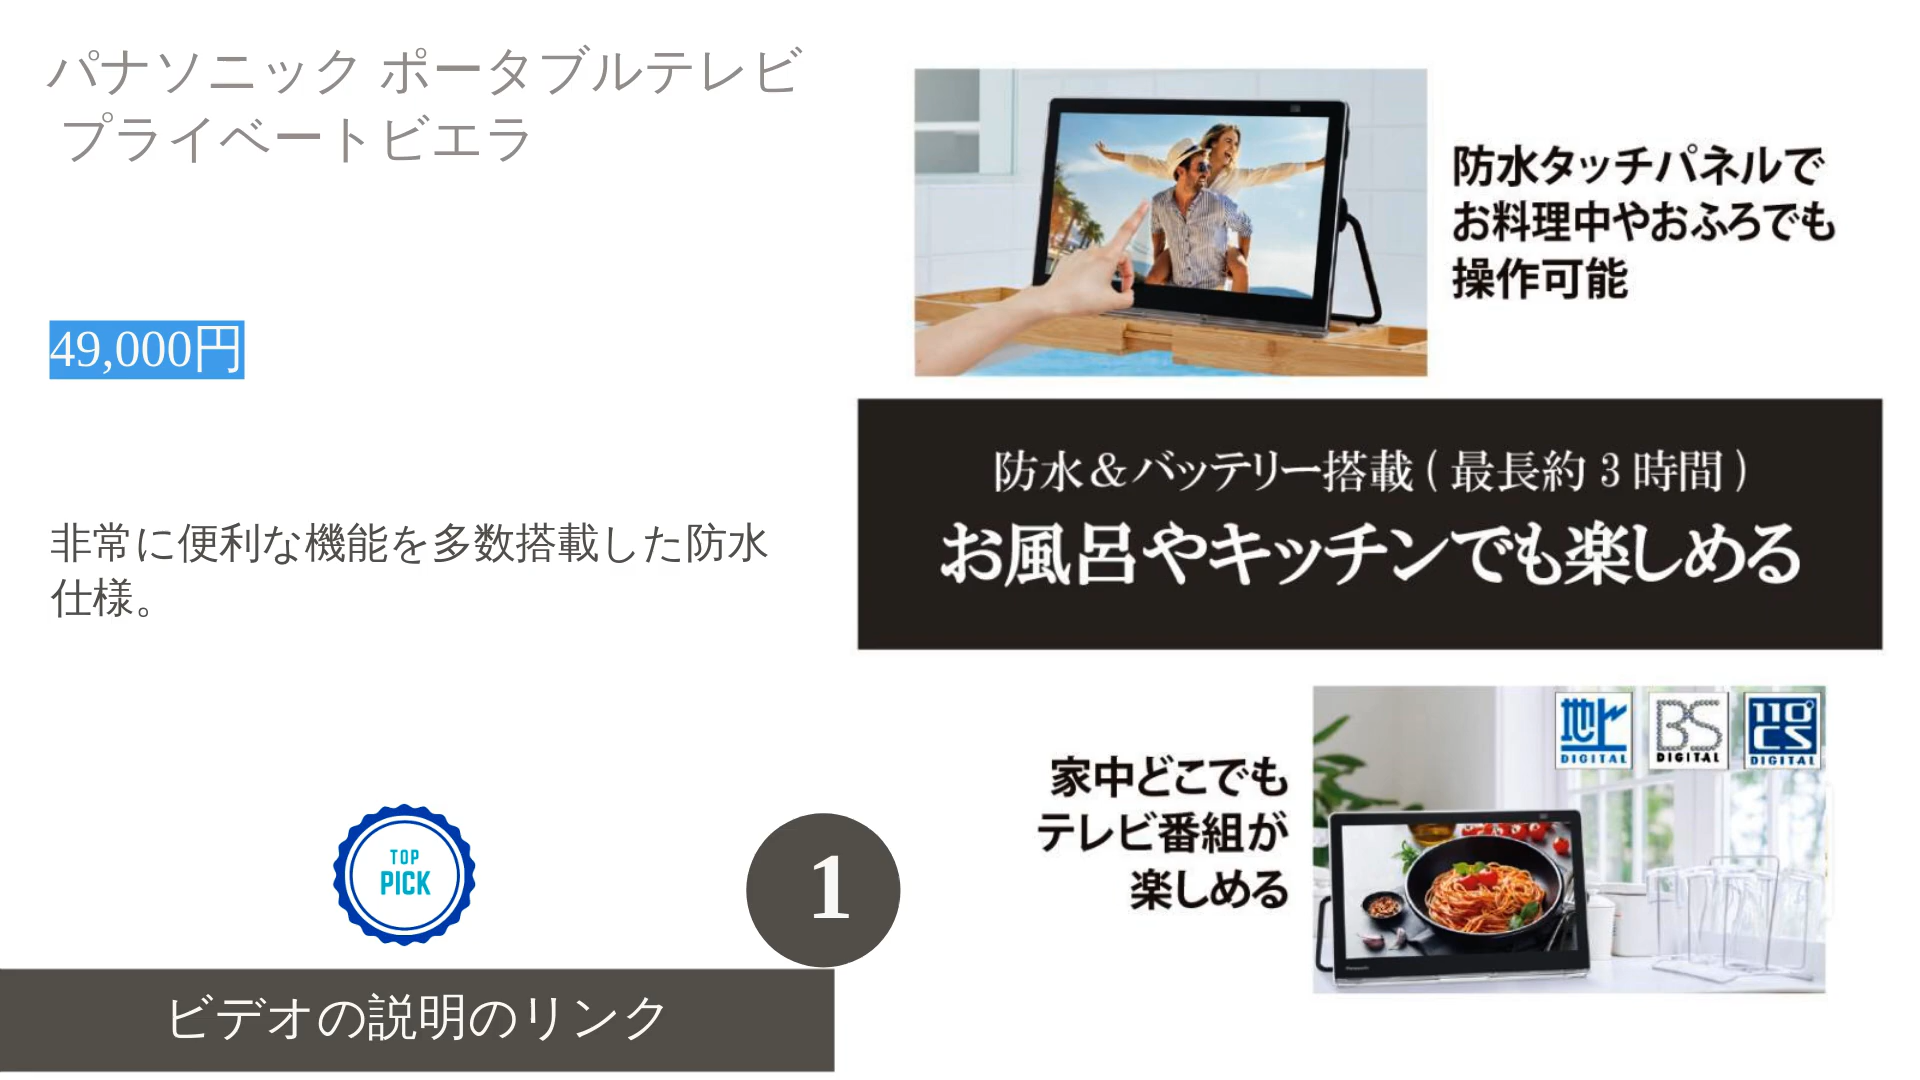 パナソニック ポータブルテレビ
プライベートビエラ
49,000円
非常に便利な機能を多数搭載した防水
仕様。
TOP
PICK
1
ビデオの説明のリンク
防水タッチパネルで
お料理中やおふろでも
操作可能
防水＆バッテリー搭載(最長約3時間)
お風呂やキッチンでも楽しめる
家中どこでも
テレビ番組が
楽しめる
地上 BS 110°
CS
DIGITAL DIGITAL DIGITAL
Panasonic